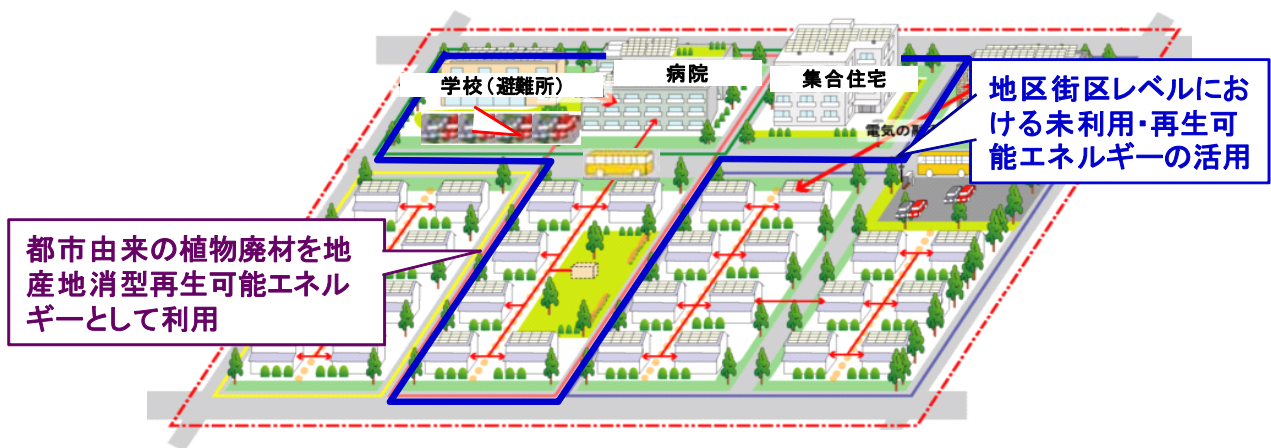 学校（避難所）
病院
集合住宅
電気の
地区街区レベルにお
ける未利用・再生可
能エネルギーの活用
都市由来の植物廃材を地
産地消型再生可能エネル
ギーとして利用